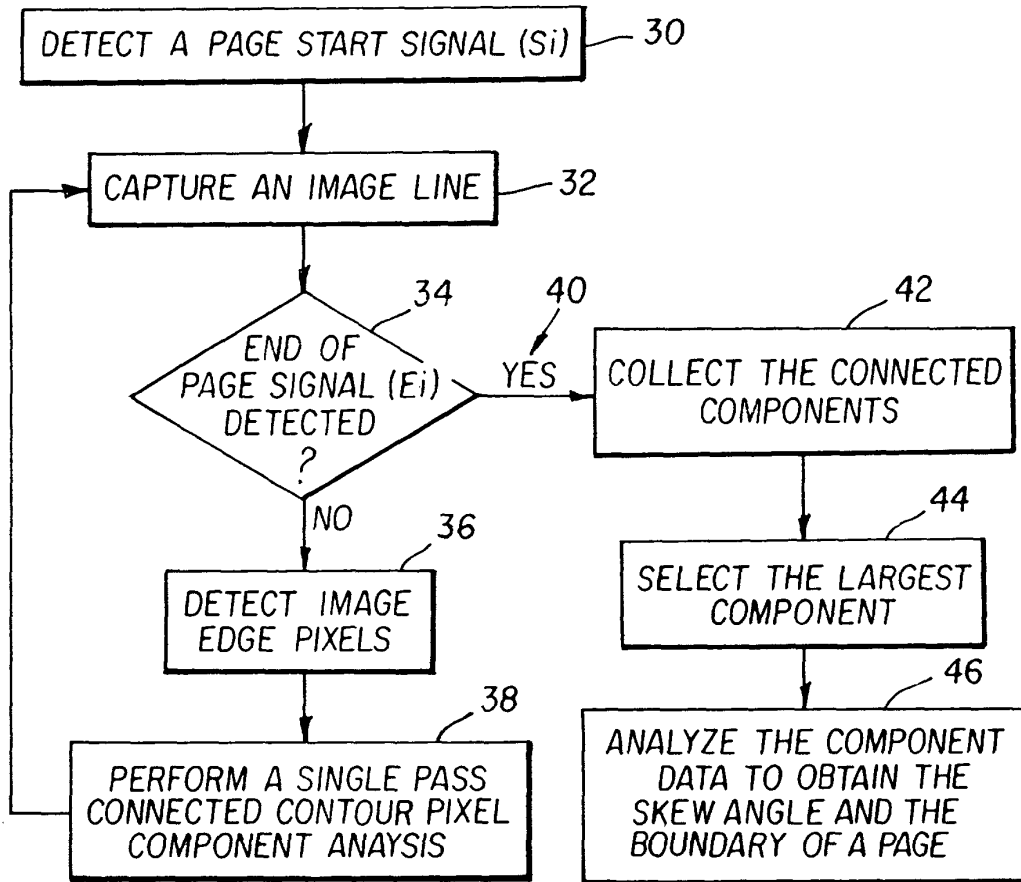 DETECT A PAGE START SIGNAL (Si)
30
CAPTURE AN IMAGE LINE
32
34
END OF
PAGE SIGNAL (Ei)
DETECTED
?
40
YES
NO
36
DETECT IMAGE
EDGE PIXELS
38
PERFORM A SINGLE PASS
CONNECTED CONTOUR PIXEL
COMPONENT ANAYSIS
42
COLLECT THE CONNECTED
COMPONENTS
44
SELECT THE LARGEST
COMPONENT
46
ANALYZE THE COMPONENT
DATA TO OBTAIN THE
SKEW ANGLE AND THE
BOUNDARY OF A PAGE